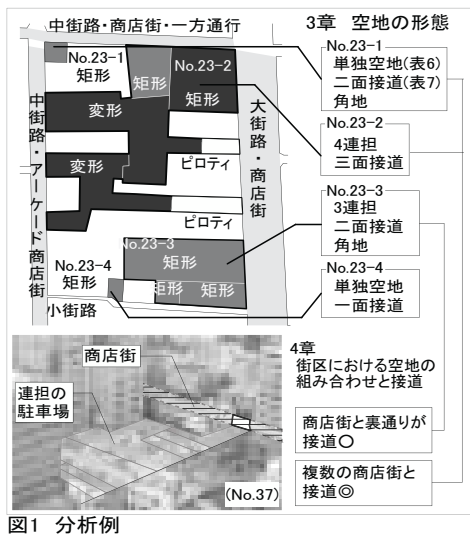 中街路・商店街・一方通行
中街路・アーケード商店街
大街路・商店街
No.23-1
矩形
矩形
No.23-2
矩形
変形
変形
ピロティ
ピロティ
No.23-3
矩形
矩形
矩形
No.23-4
矩形
小街路
3章 空地の形態
No.23-1
単独空地(表6)
二面接道(表7)
角地
No.23-2
4連担
三面接道
No.23-3
3連担
二面接道
角地
No.23-4
単独空地
一面接道
4章
街区における空地の
組み合わせと接道
商店街と裏通りが
接道○
複数の商店街と
接道◎
商店街
連担の
駐車場
(No.37)
図1 分析例